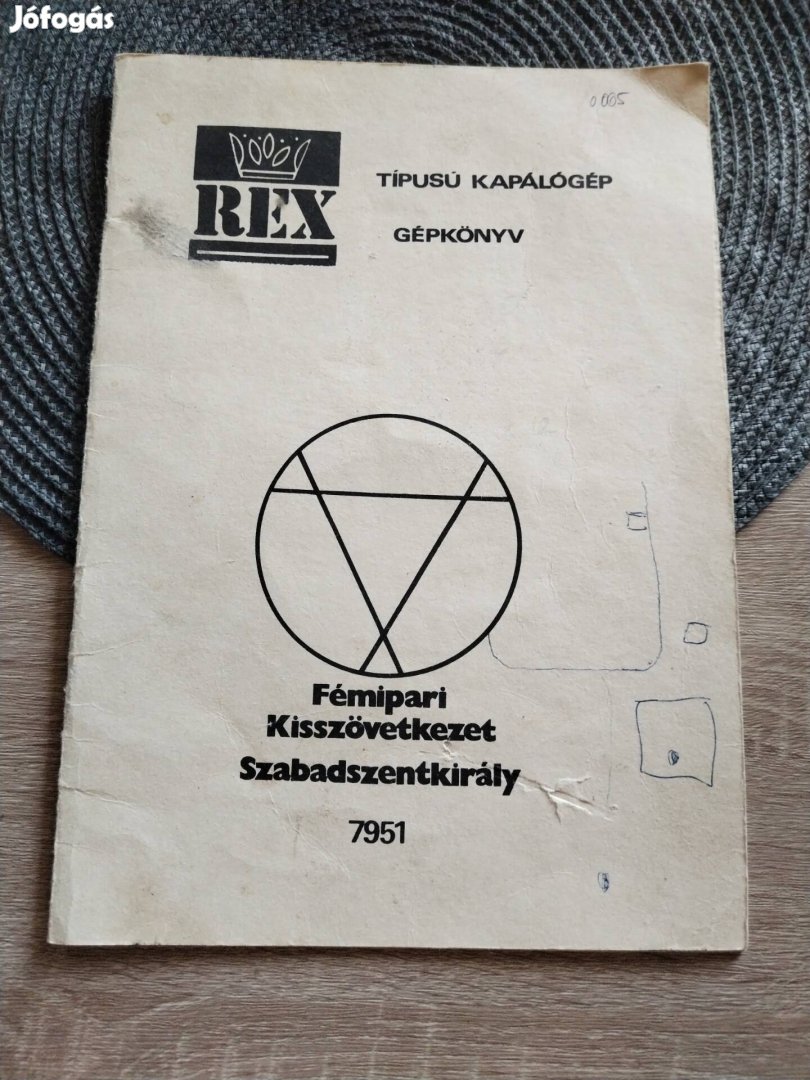 Jófogás
0005
REX
TÍPUSÚ KAPÁLÓGÉP
GÉPKÖNYV
Fémipari
Kisszövetkezet
Szabadszentkirály
7951